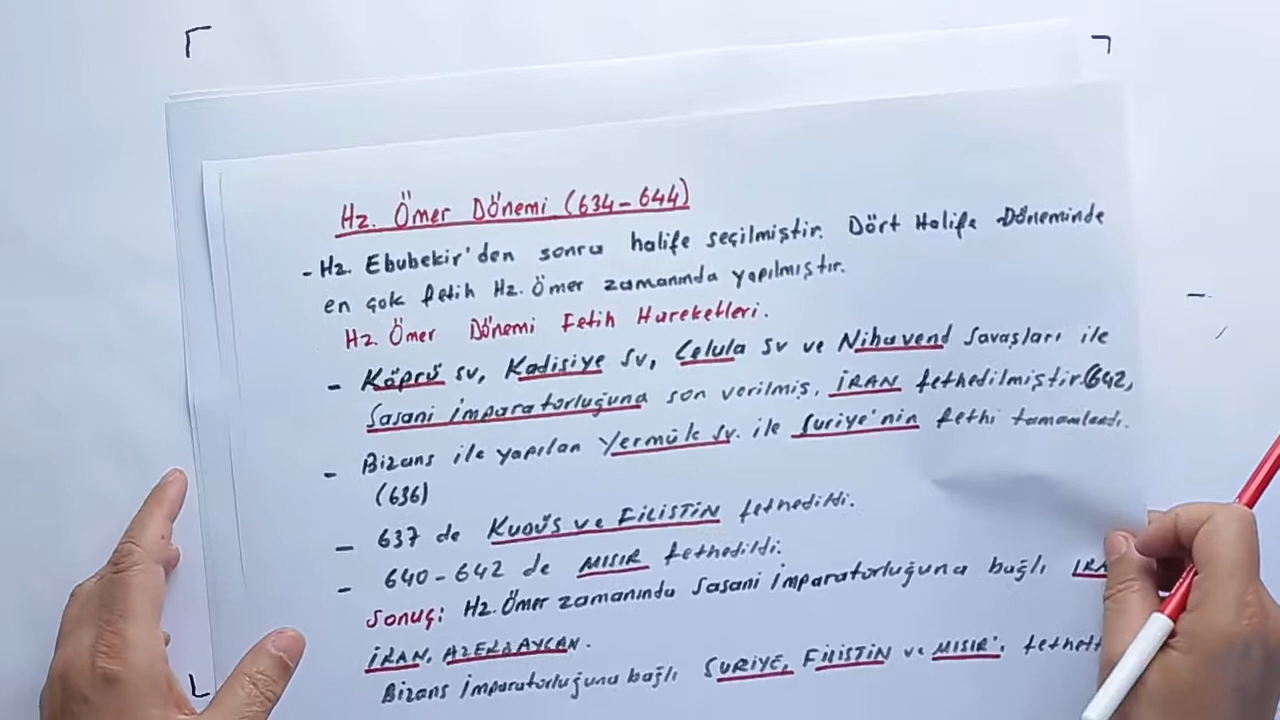 Hz. Ömer Dönemi (634-644)
- Hz. Ebubekir'den sonra halife seçilmiştir. Dört Halife Döneminde
en çok fetih Hz. Ömer zamanında yapılmıştır.
Hz. Ömer Dönemi Fetih Hareketleri.
- Köprü sv, Kadisiye sv, Celula sv ve Nihavend Savaşları ile
Sasani İmparatorluğuna son verilmiş, İRAN fethedilmiştir.(642)
- Bizans ile yapılan Yermük sv. ile Suriye'nin fethi tamamlandı.
(636)
- 637 de KUDÜS ve FİLİSTİN fethedildi.
- 640-642 de MISIR fethedildi.
Sonuç: Hz. Ömer zamanında Sasani İmparatorluğuna bağlı
İRAN, AZERBAYCAN.
Bizans İmparatorluğuna bağlı SURİYE, FİLİSTİN ve MISIR'ı